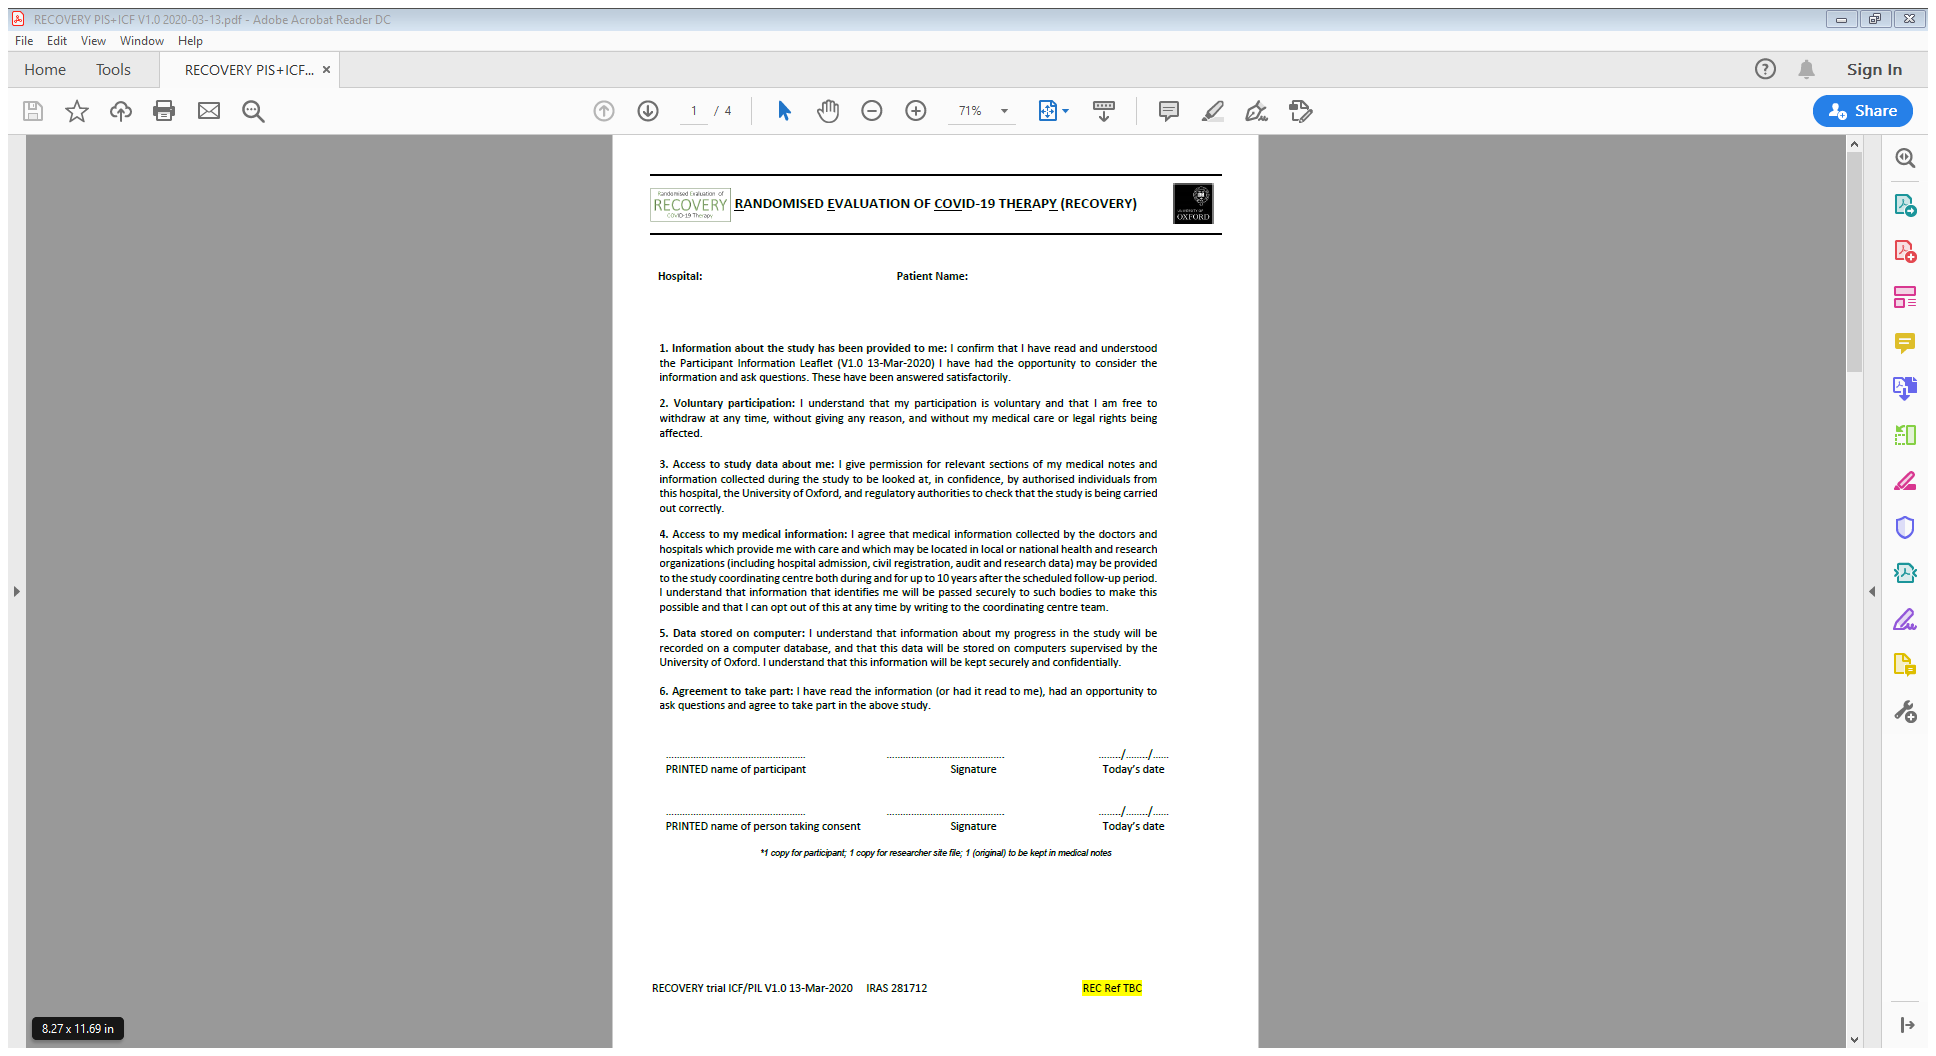 RECOVERY PIS+ICF V1.0 2020-03-13.pdf - Adobe Acrobat Reader DC
File Edit View Window Help
Home Tools RECOVERY PIS+ICF... × Sign In
1 / 4 71% Share
Randomised Evaluation of
RECOVERY
COVID-19 Therapy
RANDOMISED EVALUATION OF COVID-19 THERAPY (RECOVERY)
UNIVERSITY OF
OXFORD
Hospital: Patient Name:
1. Information about the study has been provided to me: I confirm that I have read and understood
the Participant Information Leaflet (V1.0 13-Mar-2020) I have had the opportunity to consider the
information and ask questions. These have been answered satisfactorily.
2. Voluntary participation: I understand that my participation is voluntary and that I am free to
withdraw at any time, without giving any reason, and without my medical care or legal rights being
affected.
3. Access to study data about me: I give permission for relevant sections of my medical notes and
information collected during the study to be looked at, in confidence, by authorised individuals from
this hospital, the University of Oxford, and regulatory authorities to check that the study is being carried
out correctly.
4. Access to my medical information: I agree that medical information collected by the doctors and
hospitals which provide me with care and which may be located in local or national health and research
organizations (including hospital admission, civil registration, audit and research data) may be provided
to the study coordinating centre both during and for up to 10 years after the scheduled follow-up period.
I understand that information that identifies me will be passed securely to such bodies to make this
possible and that I can opt out of this at any time by writing to the coordinating centre team.
5. Data stored on computer: I understand that information about my progress in the study will be
recorded on a computer database, and that this data will be stored on computers supervised by the
University of Oxford. I understand that this information will be kept securely and confidentially.
6. Agreement to take part: I have read the information (or had it read to me), had an opportunity to
ask questions and agree to take part in the above study.
................................................... ........................................... ......../......../......
PRINTED name of participant Signature Today's date
................................................... ........................................... ......../......../......
PRINTED name of person taking consent Signature Today's date
*1 copy for participant; 1 copy for researcher site file; 1 (original) to be kept in medical notes
RECOVERY trial ICF/PIL V1.0 13-Mar-2020 IRAS 281712 REC Ref TBC
8.27 x 11.69 in